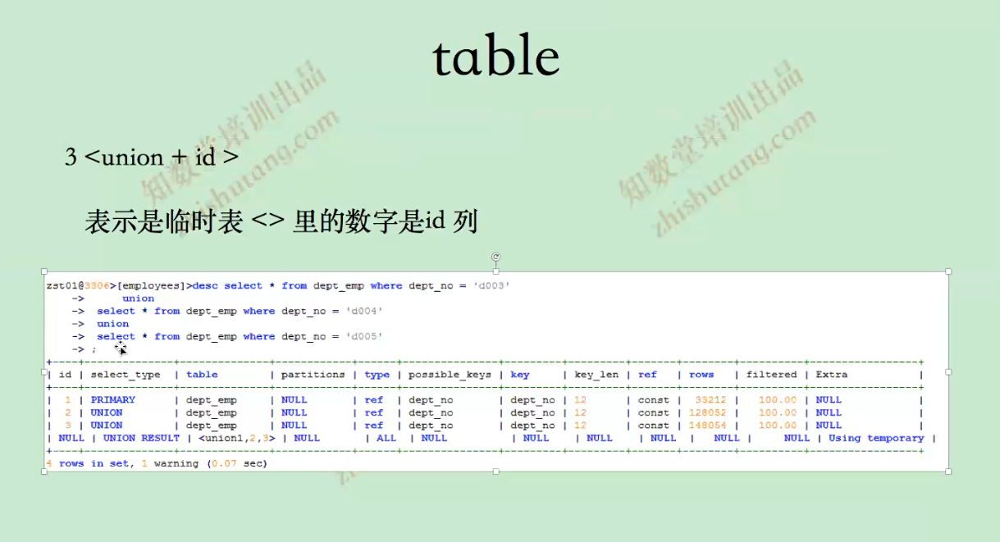 table
3 <union + id >
表示是临时表 <> 里的数字是id 列
zst01@3306>[employees]>desc select * from dept_emp where dept_no = 'd003'
    ->      union
    ->  select * from dept_emp where dept_no = 'd004'
    ->  union
    ->  select * from dept_emp where dept_no = 'd005'
    -> ;
+----+--------------+------------+------------+------+---------------+---------+---------+-------+--------+----------+-----------------+
| id | select_type  | table      | partitions | type | possible_keys | key     | key_len | ref   | rows   | filtered | Extra           |
+----+--------------+------------+------------+------+---------------+---------+---------+-------+--------+----------+-----------------+
|  1 | PRIMARY      | dept_emp   | NULL       | ref  | dept_no       | dept_no | 12      | const |  33212 |   100.00 | NULL            |
|  2 | UNION        | dept_emp   | NULL       | ref  | dept_no       | dept_no | 12      | const | 128052 |   100.00 | NULL            |
|  3 | UNION        | dept_emp   | NULL       | ref  | dept_no       | dept_no | 12      | const | 148054 |   100.00 | NULL            |
| NULL | UNION RESULT | <union1,2,3> | NULL       | ALL  | NULL          | NULL    | NULL    | NULL  |   NULL |     NULL | Using temporary |
+----+--------------+------------+------------+------+---------------+---------+---------+-------+--------+----------+-----------------+
4 rows in set, 1 warning (0.07 sec)
知数堂培训出品
zhishutang.com
知数堂培训出品
zhishutang.com